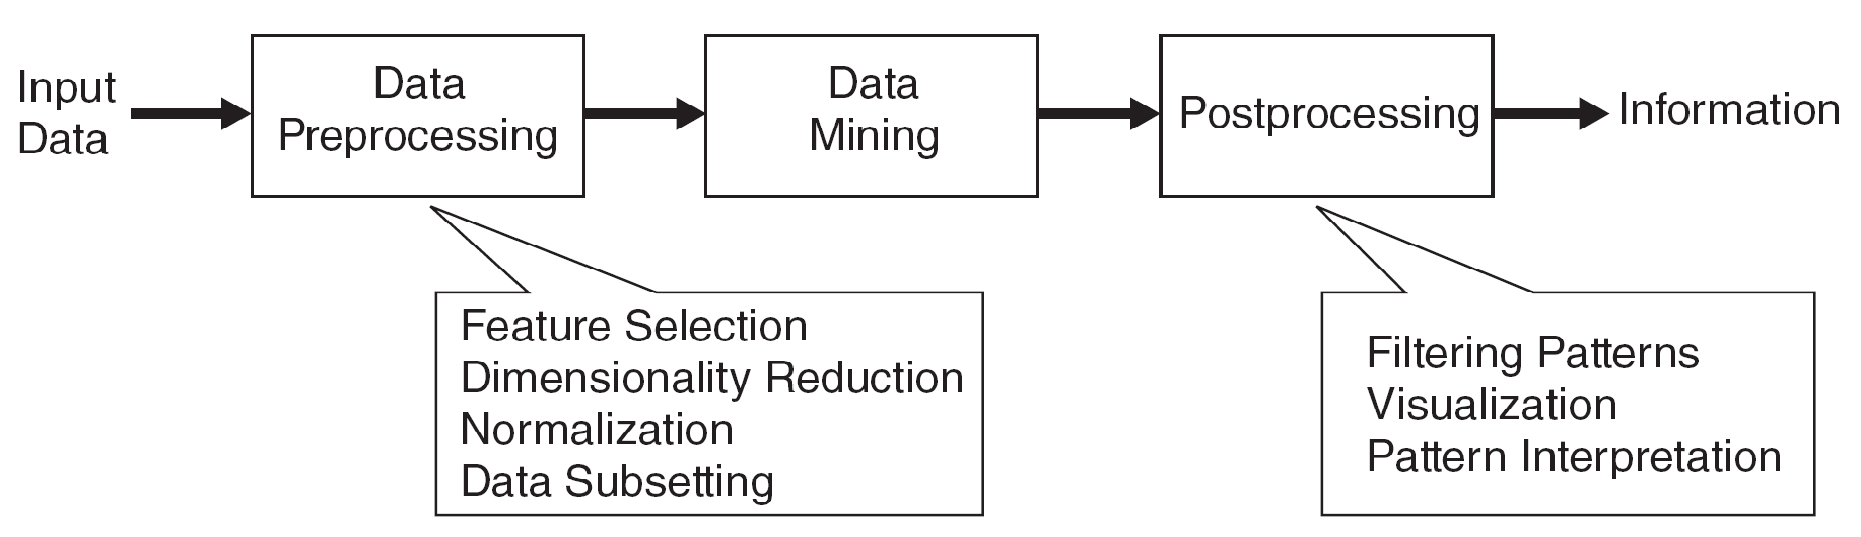 Input
Data
Data
Preprocessing
Data
Mining
Postprocessing
Information
Feature Selection
Dimensionality Reduction
Normalization
Data Subsetting
Filtering Patterns
Visualization
Pattern Interpretation